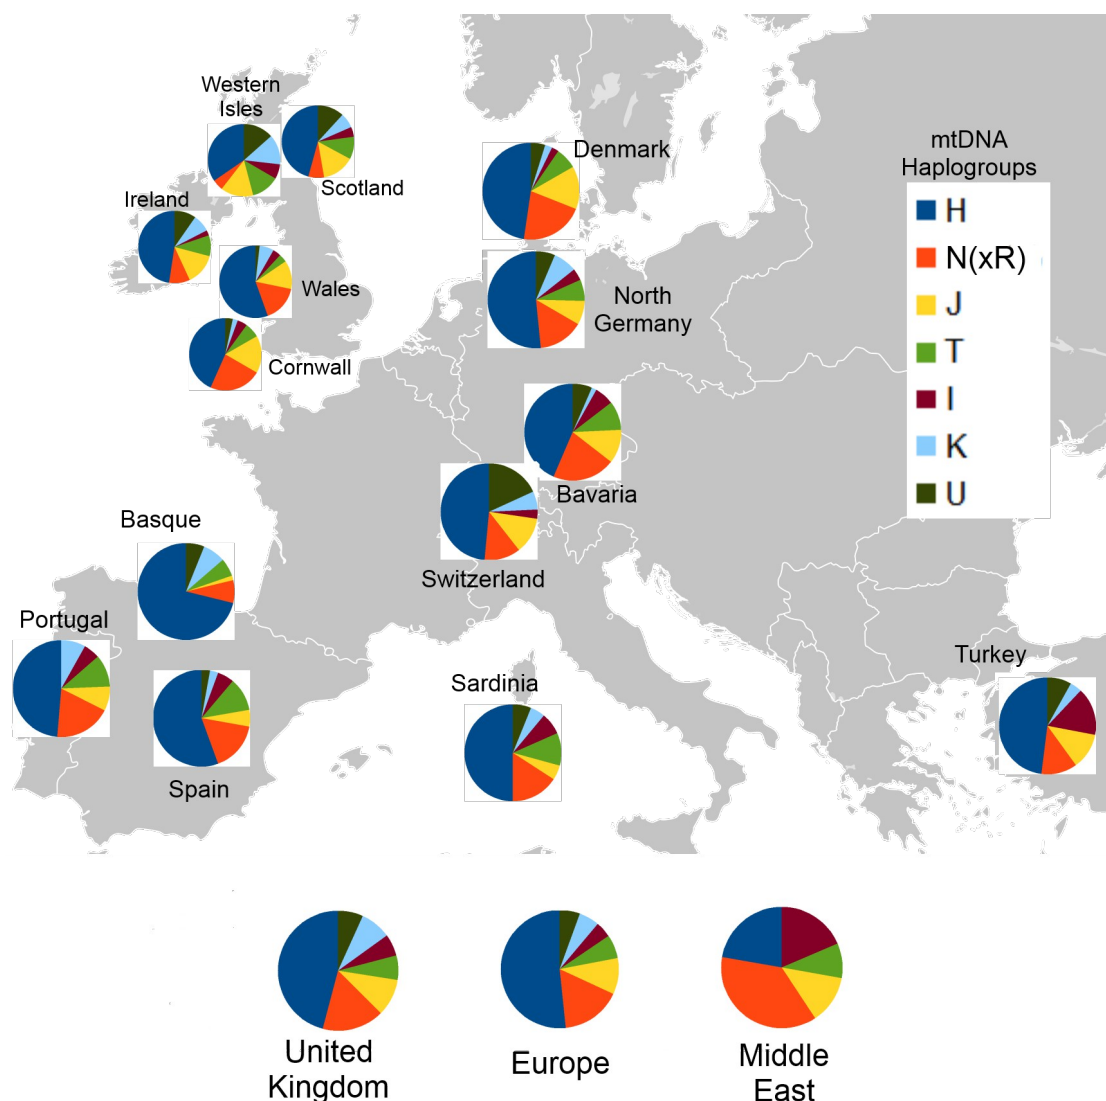 Western
Isles
Scotland
Ireland
Wales
Cornwall
Denmark
North
Germany
Bavaria
Switzerland
Basque
Portugal
Spain
Sardinia
Turkey
mtDNA
Haplogroups
H
N(xR)
J
T
I
K
U
United
Kingdom
Europe
Middle
East